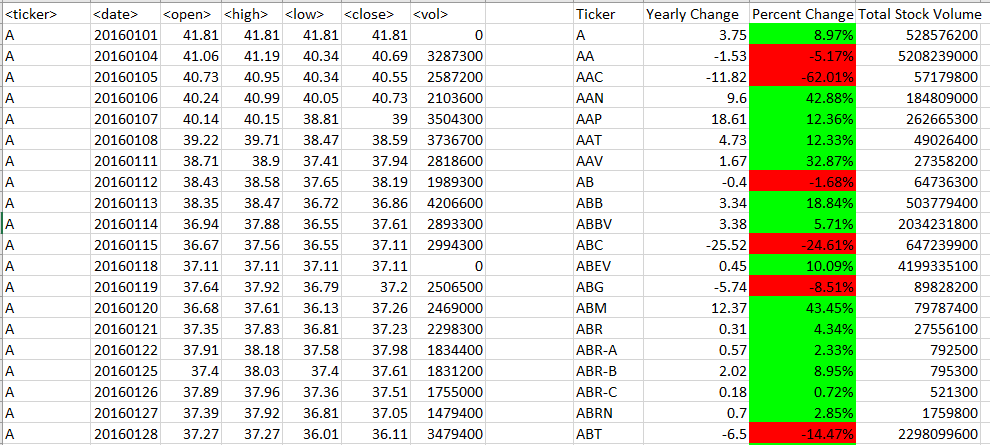 <ticker> <date> <open> <high> <low> <close> <vol> Ticker Yearly Change Percent Change Total Stock Volume
A 20160101 41.81 41.81 41.81 41.81 0 A 3.75 8.97% 528576200
A 20160104 41.06 41.19 40.34 40.69 3287300 AA -1.53 -5.17% 5208239000
A 20160105 40.73 40.95 40.34 40.55 2587200 AAC -11.82 -62.01% 57179800
A 20160106 40.24 40.99 40.05 40.73 2103600 AAN 9.6 42.88% 184809000
A 20160107 40.14 40.15 38.81 39 3504300 AAP 18.61 12.36% 262665300
A 20160108 39.22 39.71 38.47 38.59 3736700 AAT 4.73 12.33% 49026400
A 20160111 38.71 38.9 37.41 37.94 2818600 AAV 1.67 32.87% 27358200
A 20160112 38.43 38.58 37.65 38.19 1989300 AB -0.4 -1.68% 64736300
A 20160113 38.35 38.47 36.72 36.86 4206600 ABB 3.34 18.84% 503779400
A 20160114 36.94 37.88 36.55 37.61 2893300 ABBV 3.38 5.71% 2034231800
A 20160115 36.67 37.56 36.55 37.11 2994300 ABC -25.52 -24.61% 647239900
A 20160118 37.11 37.11 37.11 37.11 0 ABEV 0.45 10.09% 4199335100
A 20160119 37.64 37.92 36.79 37.2 2506500 ABG -5.74 -8.51% 89828200
A 20160120 36.68 37.61 36.13 37.26 2469000 ABM 12.37 43.45% 79787400
A 20160121 37.35 37.83 36.81 37.23 2298300 ABR 0.31 4.34% 27556100
A 20160122 37.91 38.18 37.58 37.98 1834400 ABR-A 0.57 2.33% 792500
A 20160125 37.4 38.03 37.4 37.61 1831200 ABR-B 2.02 8.95% 795300
A 20160126 37.89 37.96 37.36 37.51 1755000 ABR-C 0.18 0.72% 521300
A 20160127 37.39 37.92 36.81 37.05 1479400 ABRN 0.7 2.85% 1759800
A 20160128 37.27 37.27 36.01 36.11 3479400 ABT -6.5 -14.47% 2298099600